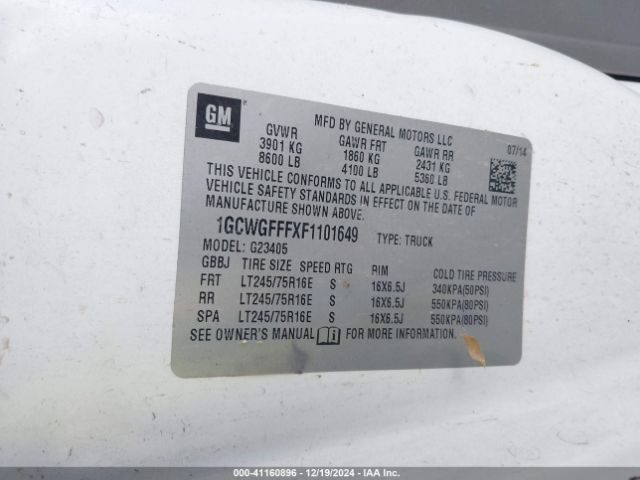 GM
MFD BY GENERAL MOTORS LLC
07/14
GVWR GAWR FRT GAWR RR
3901 KG 1860 KG 2431 KG
8600 LB 4100 LB 5360 LB
THIS VEHICLE CONFORMS TO ALL APPLICABLE U.S. FEDERAL MOTOR
VEHICLE SAFETY STANDARDS IN EFFECT ON THE DATE OF
MANUFACTURE SHOWN ABOVE.
1GCWGFFFXF1101649 TYPE: TRUCK
MODEL: G23405
GBBJ TIRE SIZE SPEED RTG RIM COLD TIRE PRESSURE
FRT LT245/75R16E S 16X6.5J 340KPA(50PSI)
RR LT245/75R16E S 16X6.5J 550KPA(80PSI)
SPA LT245/75R16E S 16X6.5J 550KPA(80PSI)
SEE OWNER'S MANUAL FOR MORE INFORMATION.
000-41160896 - 12/19/2024 - IAA Inc.